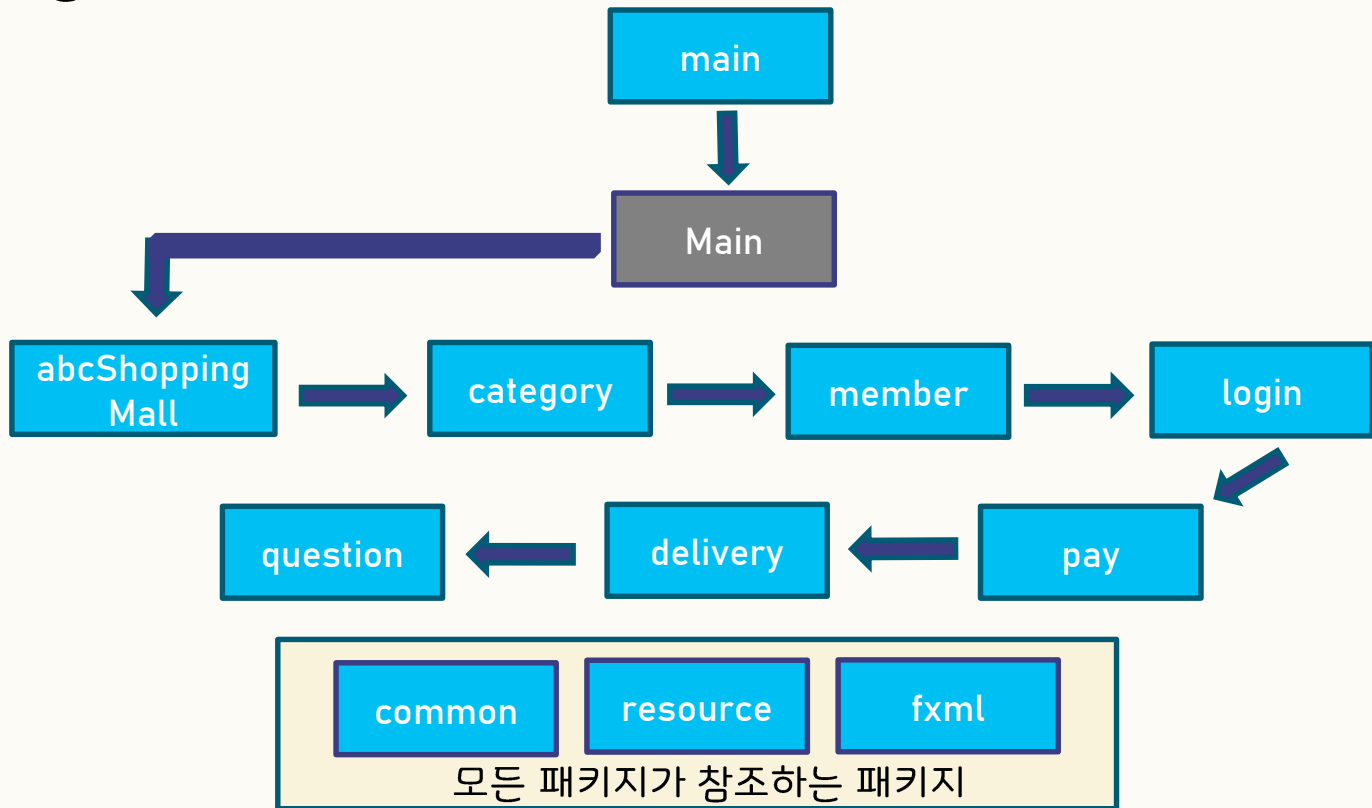 main
Main
abcShopping
Mall
category
member
login
question
delivery
pay
common
resource
fxml
모든 패키지가 참조하는 패키지